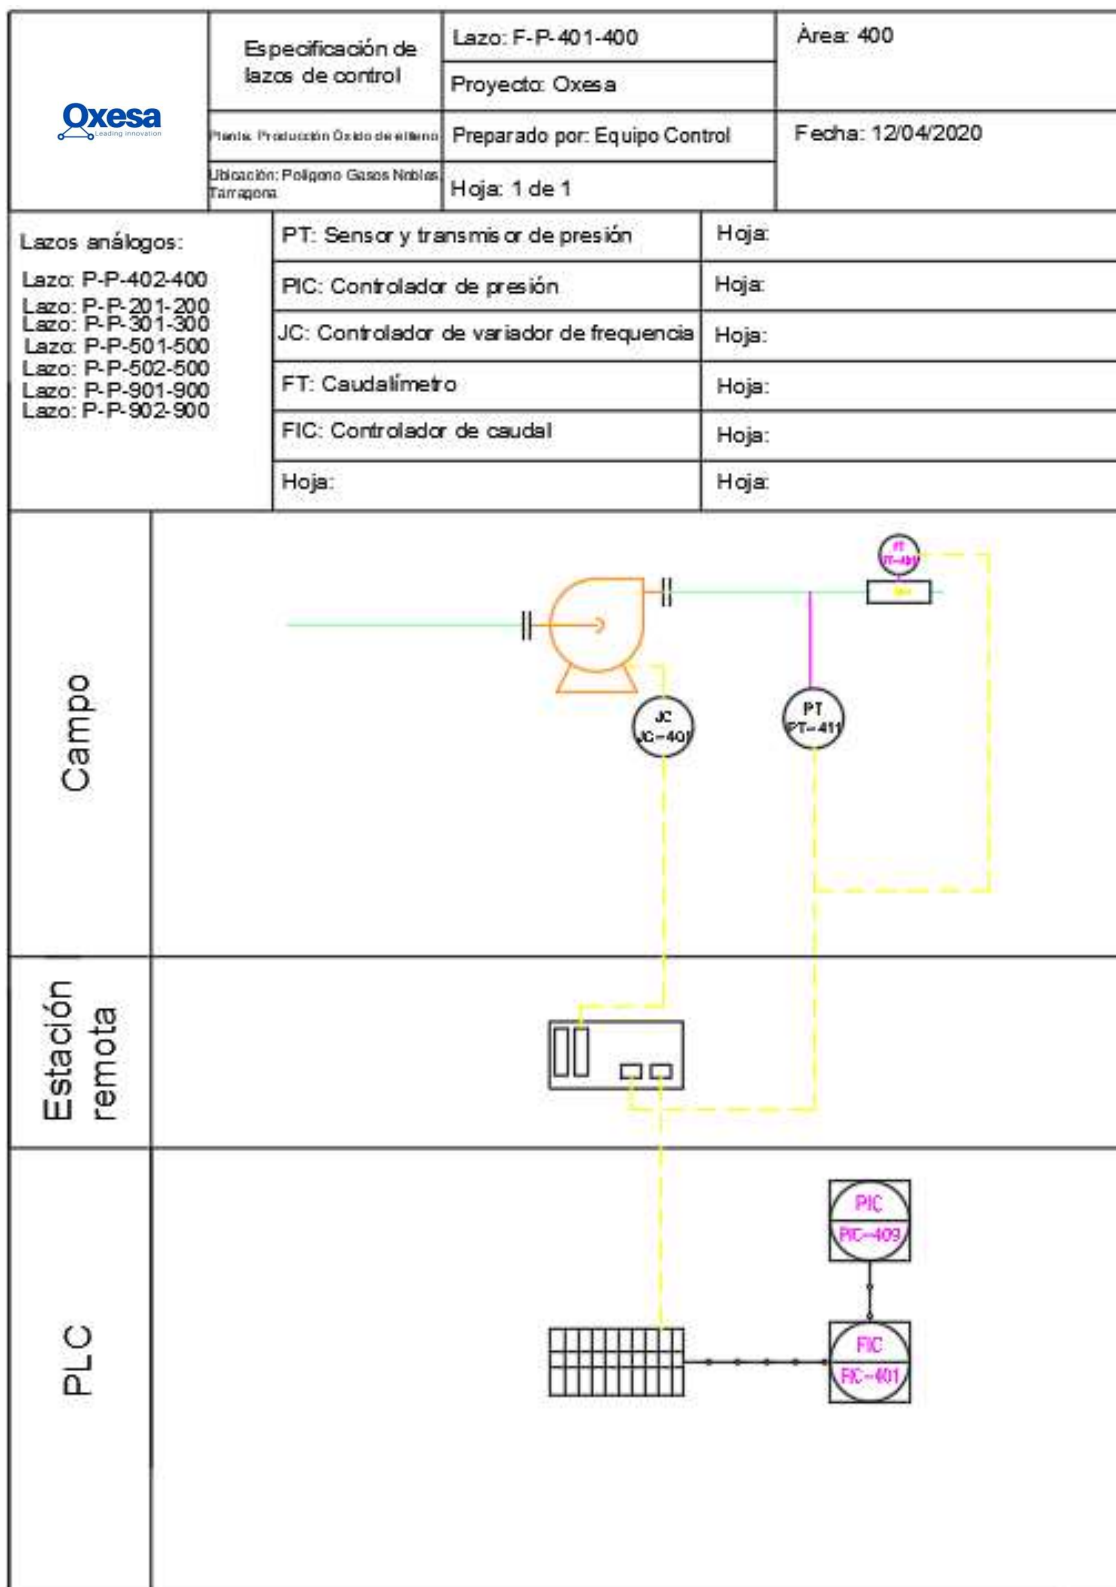 Oxesa
Leading Innovation
Especificación de
lazos de control
Planta: Producción Óxido de etileno
Ubicación: Polígono Gasos Nobles,
Tarragona
Lazo: F-P-401-400
Proyecto: Oxesa
Preparado por: Equipo Control
Hoja: 1 de 1
Área: 400
Fecha: 12/04/2020
Lazos análogos:
Lazo: P-P-402-400
Lazo: P-P-201-200
Lazo: P-P-301-300
Lazo: P-P-501-500
Lazo: P-P-502-500
Lazo: P-P-901-900
Lazo: P-P-902-900
PT: Sensor y transmisor de presión
Hoja:
PIC: Controlador de presión
Hoja:
JC: Controlador de variador de frequencia
Hoja:
FT: Caudalímetro
Hoja:
FIC: Controlador de caudal
Hoja:
Hoja:
Hoja:
Campo
JC
JC-401
PT
PT-411
Estación
remota
PLC
PIC
PIC-409
FIC
FIC-401